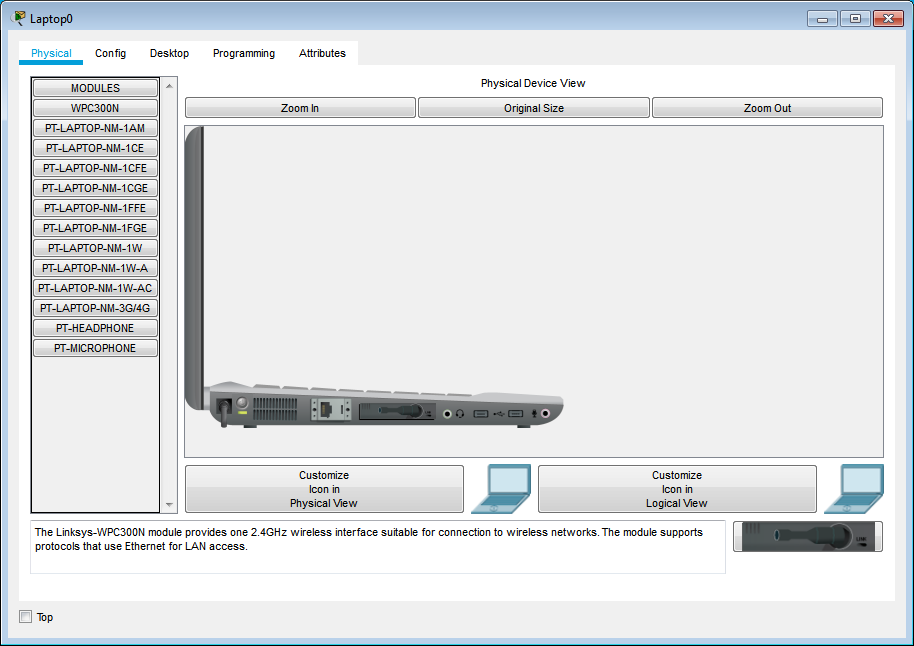 Laptop0
Physical Config Desktop Programming Attributes
MODULES
WPC300N
PT-LAPTOP-NM-1AM
PT-LAPTOP-NM-1CE
PT-LAPTOP-NM-1CFE
PT-LAPTOP-NM-1CGE
PT-LAPTOP-NM-1FFE
PT-LAPTOP-NM-1FGE
PT-LAPTOP-NM-1W
PT-LAPTOP-NM-1W-A
PT-LAPTOP-NM-1W-AC
PT-LAPTOP-NM-3G/4G
PT-HEADPHONE
PT-MICROPHONE
Physical Device View
Zoom In Original Size Zoom Out
Customize
Icon in
Physical View
Customize
Icon in
Logical View
The Linksys-WPC300N module provides one 2.4GHz wireless interface suitable for connection to wireless networks. The module supports
protocols that use Ethernet for LAN access.
Top